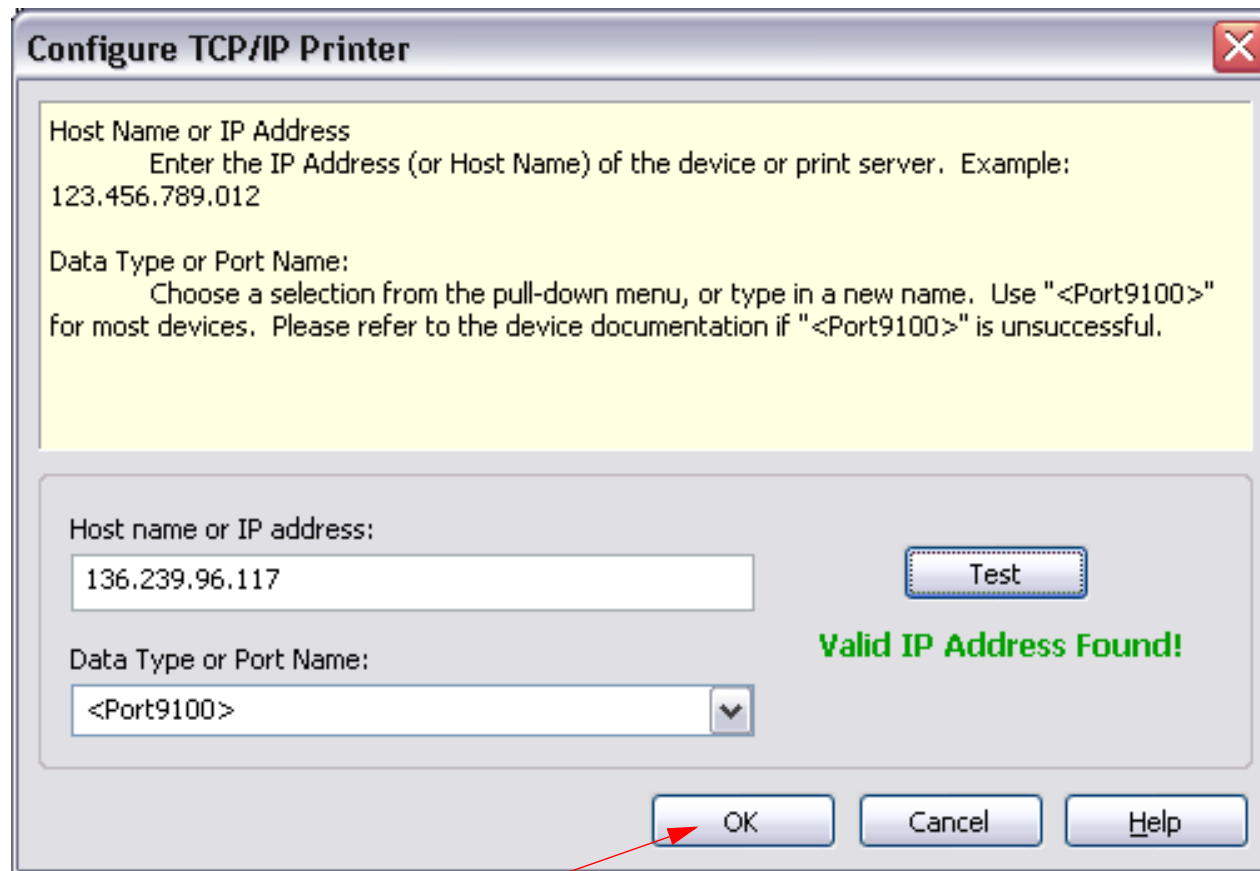 Configure TCP/IP Printer
Host Name or IP Address
Enter the IP Address (or Host Name) of the device or print server.  Example:
123.456.789.012
Data Type or Port Name:
Choose a selection from the pull-down menu, or type in a new name.  Use "<Port9100>"
for most devices.  Please refer to the device documentation if "<Port9100>" is unsuccessful.
Host name or IP address:
136.239.96.117
Test
Valid IP Address Found!
Data Type or Port Name:
<Port9100>
OK
Cancel
Help